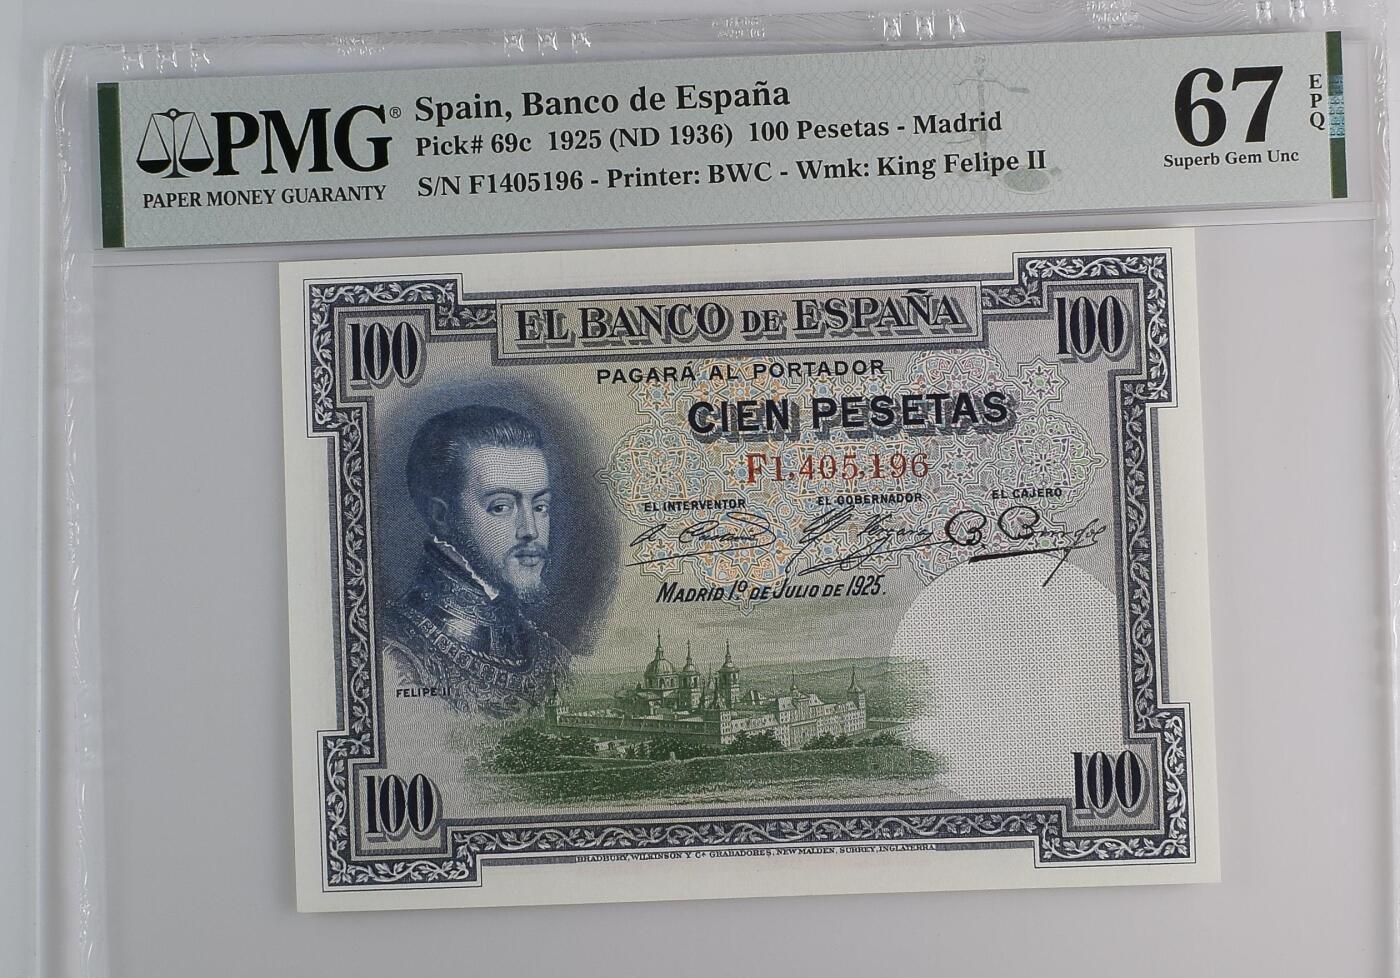 PMG®
PAPER MONEY GUARANTY
Spain, Banco de España
Pick# 69c 1925 (ND 1936) 100 Pesetas - Madrid
S/N F1405196 - Printer: BWC - Wmk: King Felipe II
67
EPQ
Superb Gem Unc
EL BANCO DE ESPAÑA
100
100
PAGARÁ AL PORTADOR
CIEN PESETAS
F1,405,196
EL INTERVENTOR
EL GOBERNADOR
EL CAJERO
MADRID 1º DE JULIO DE 1925.
FELIPE II
100
100
BRADBURY, WILKINSON Y Cª GRABADORES, NEW MALDEN, SURREY, INGLATERRA